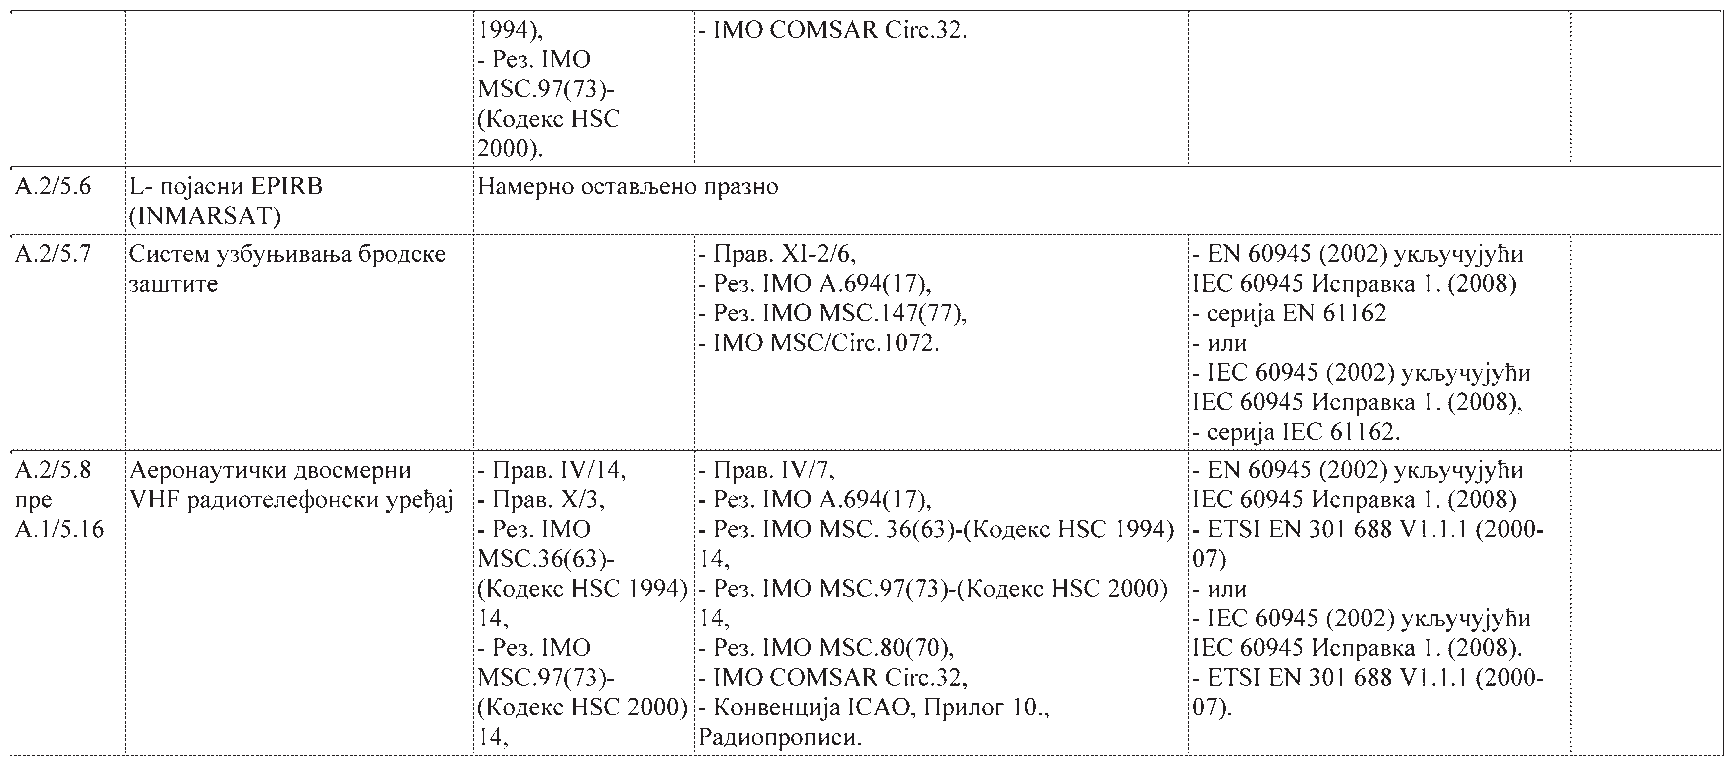 1994),
- Рез. IMO
MSC.97(73)-
(Кодекс HSC
2000).
- IMO COMSAR Circ.32.
А.2/5.6
L- појасни EPIRB
(INMARSAT)
Намерно остављено празно
А.2/5.7
Систем узбуњивања бродске
заштите
- Прав. XI-2/6,
- Рез. IMO А.694(17),
- Рез. IMO MSC.147(77),
- IMO MSC/Circ.1072.
- EN 60945 (2002) укључујући
IEC 60945 Исправка 1. (2008)
- серија EN 61162
- или
- IEC 60945 (2002) укључујући
IEC 60945 Исправка 1. (2008),
- серија IEC 61162.
А.2/5.8
пре
А.1/5.16
Аеронаутички двосмерни
VHF радиотелефонски уређај
- Прав. IV/14,
- Прав. X/3,
- Рез. IMO
MSC.36(63)-
(Кодекс HSC 1994)
14,
- Рез. IMO
MSC.97(73)-
(Кодекс HSC 2000)
14,
- Прав. IV/7,
- Рез. IMO А.694(17),
- Рез. IMO MSC. 36(63)-(Кодекс HSC 1994)
14,
- Рез. IMO MSC.97(73)-(Кодекс HSC 2000)
14,
- Рез. IMO MSC.80(70),
- IMO COMSAR Circ.32,
- Конвенција ICAO, Прилог 10.,
Радиопрописи.
- EN 60945 (2002) укључујући
IEC 60945 Исправка 1. (2008)
- ETSI EN 301 688 V1.1.1 (2000-
07)
- или
- IEC 60945 (2002) укључујући
IEC 60945 Исправка 1. (2008).
- ETSI EN 301 688 V1.1.1 (2000-
07).